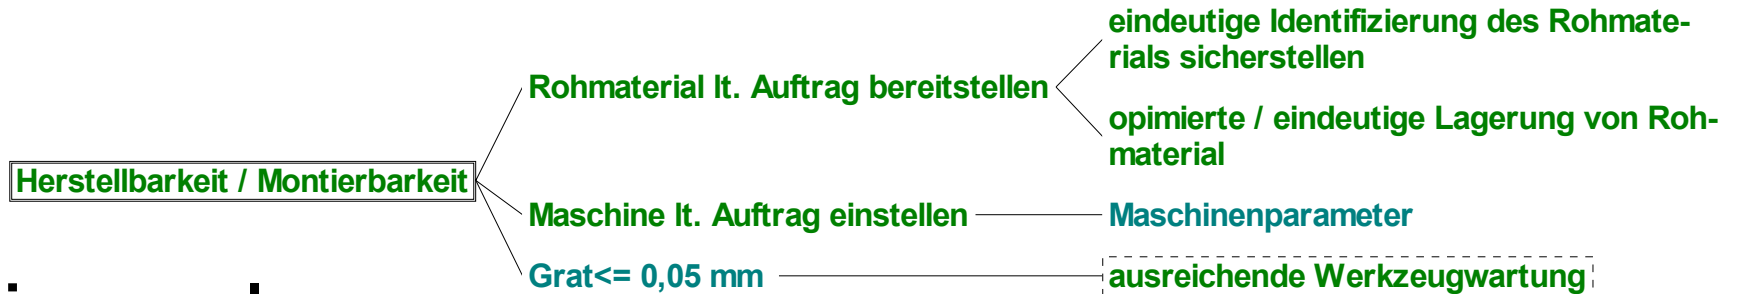 eindeutige Identifizierung des Rohmate-
rials sicherstellen
Rohmaterial lt. Auftrag bereitstellen
opimierte / eindeutige Lagerung von Roh-
material
Herstellbarkeit / Montierbarkeit
Maschine lt. Auftrag einstellen
Maschinenparameter
Grat<= 0,05 mm
ausreichende Werkzeugwartung